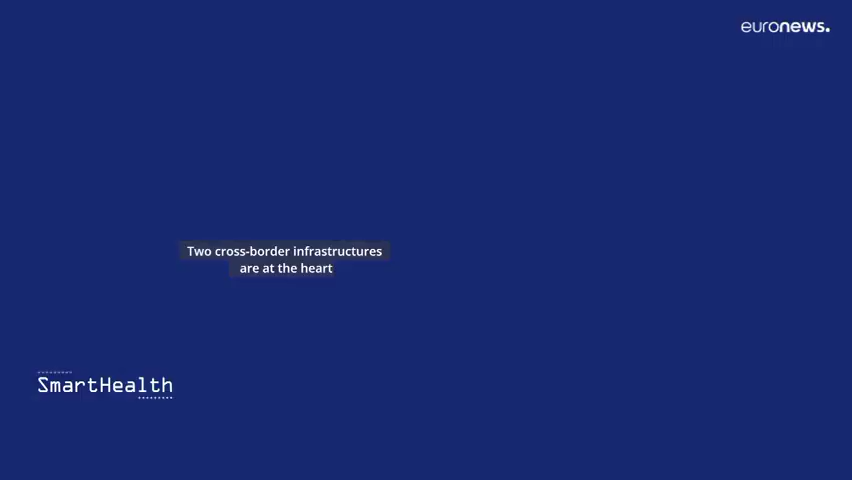 euronews.
Two cross-border infrastructures
are at the heart
SmartHealth